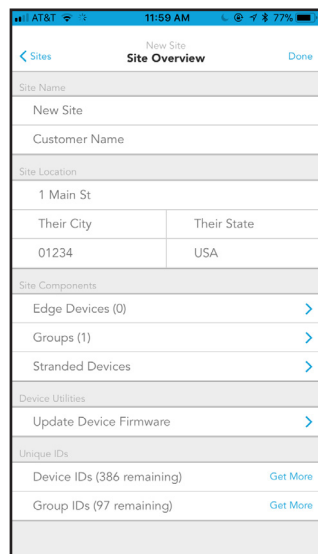 AT&T 11:59 AM 77%
New Site
Sites Site Overview Done
Site Name
New Site
Customer Name
Site Location
1 Main St
Their City Their State
01234 USA
Site Components
Edge Devices (0)
Groups (1)
Stranded Devices
Device Utilities
Update Device Firmware
Unique IDs
Device IDs (386 remaining) Get More
Group IDs (97 remaining) Get More